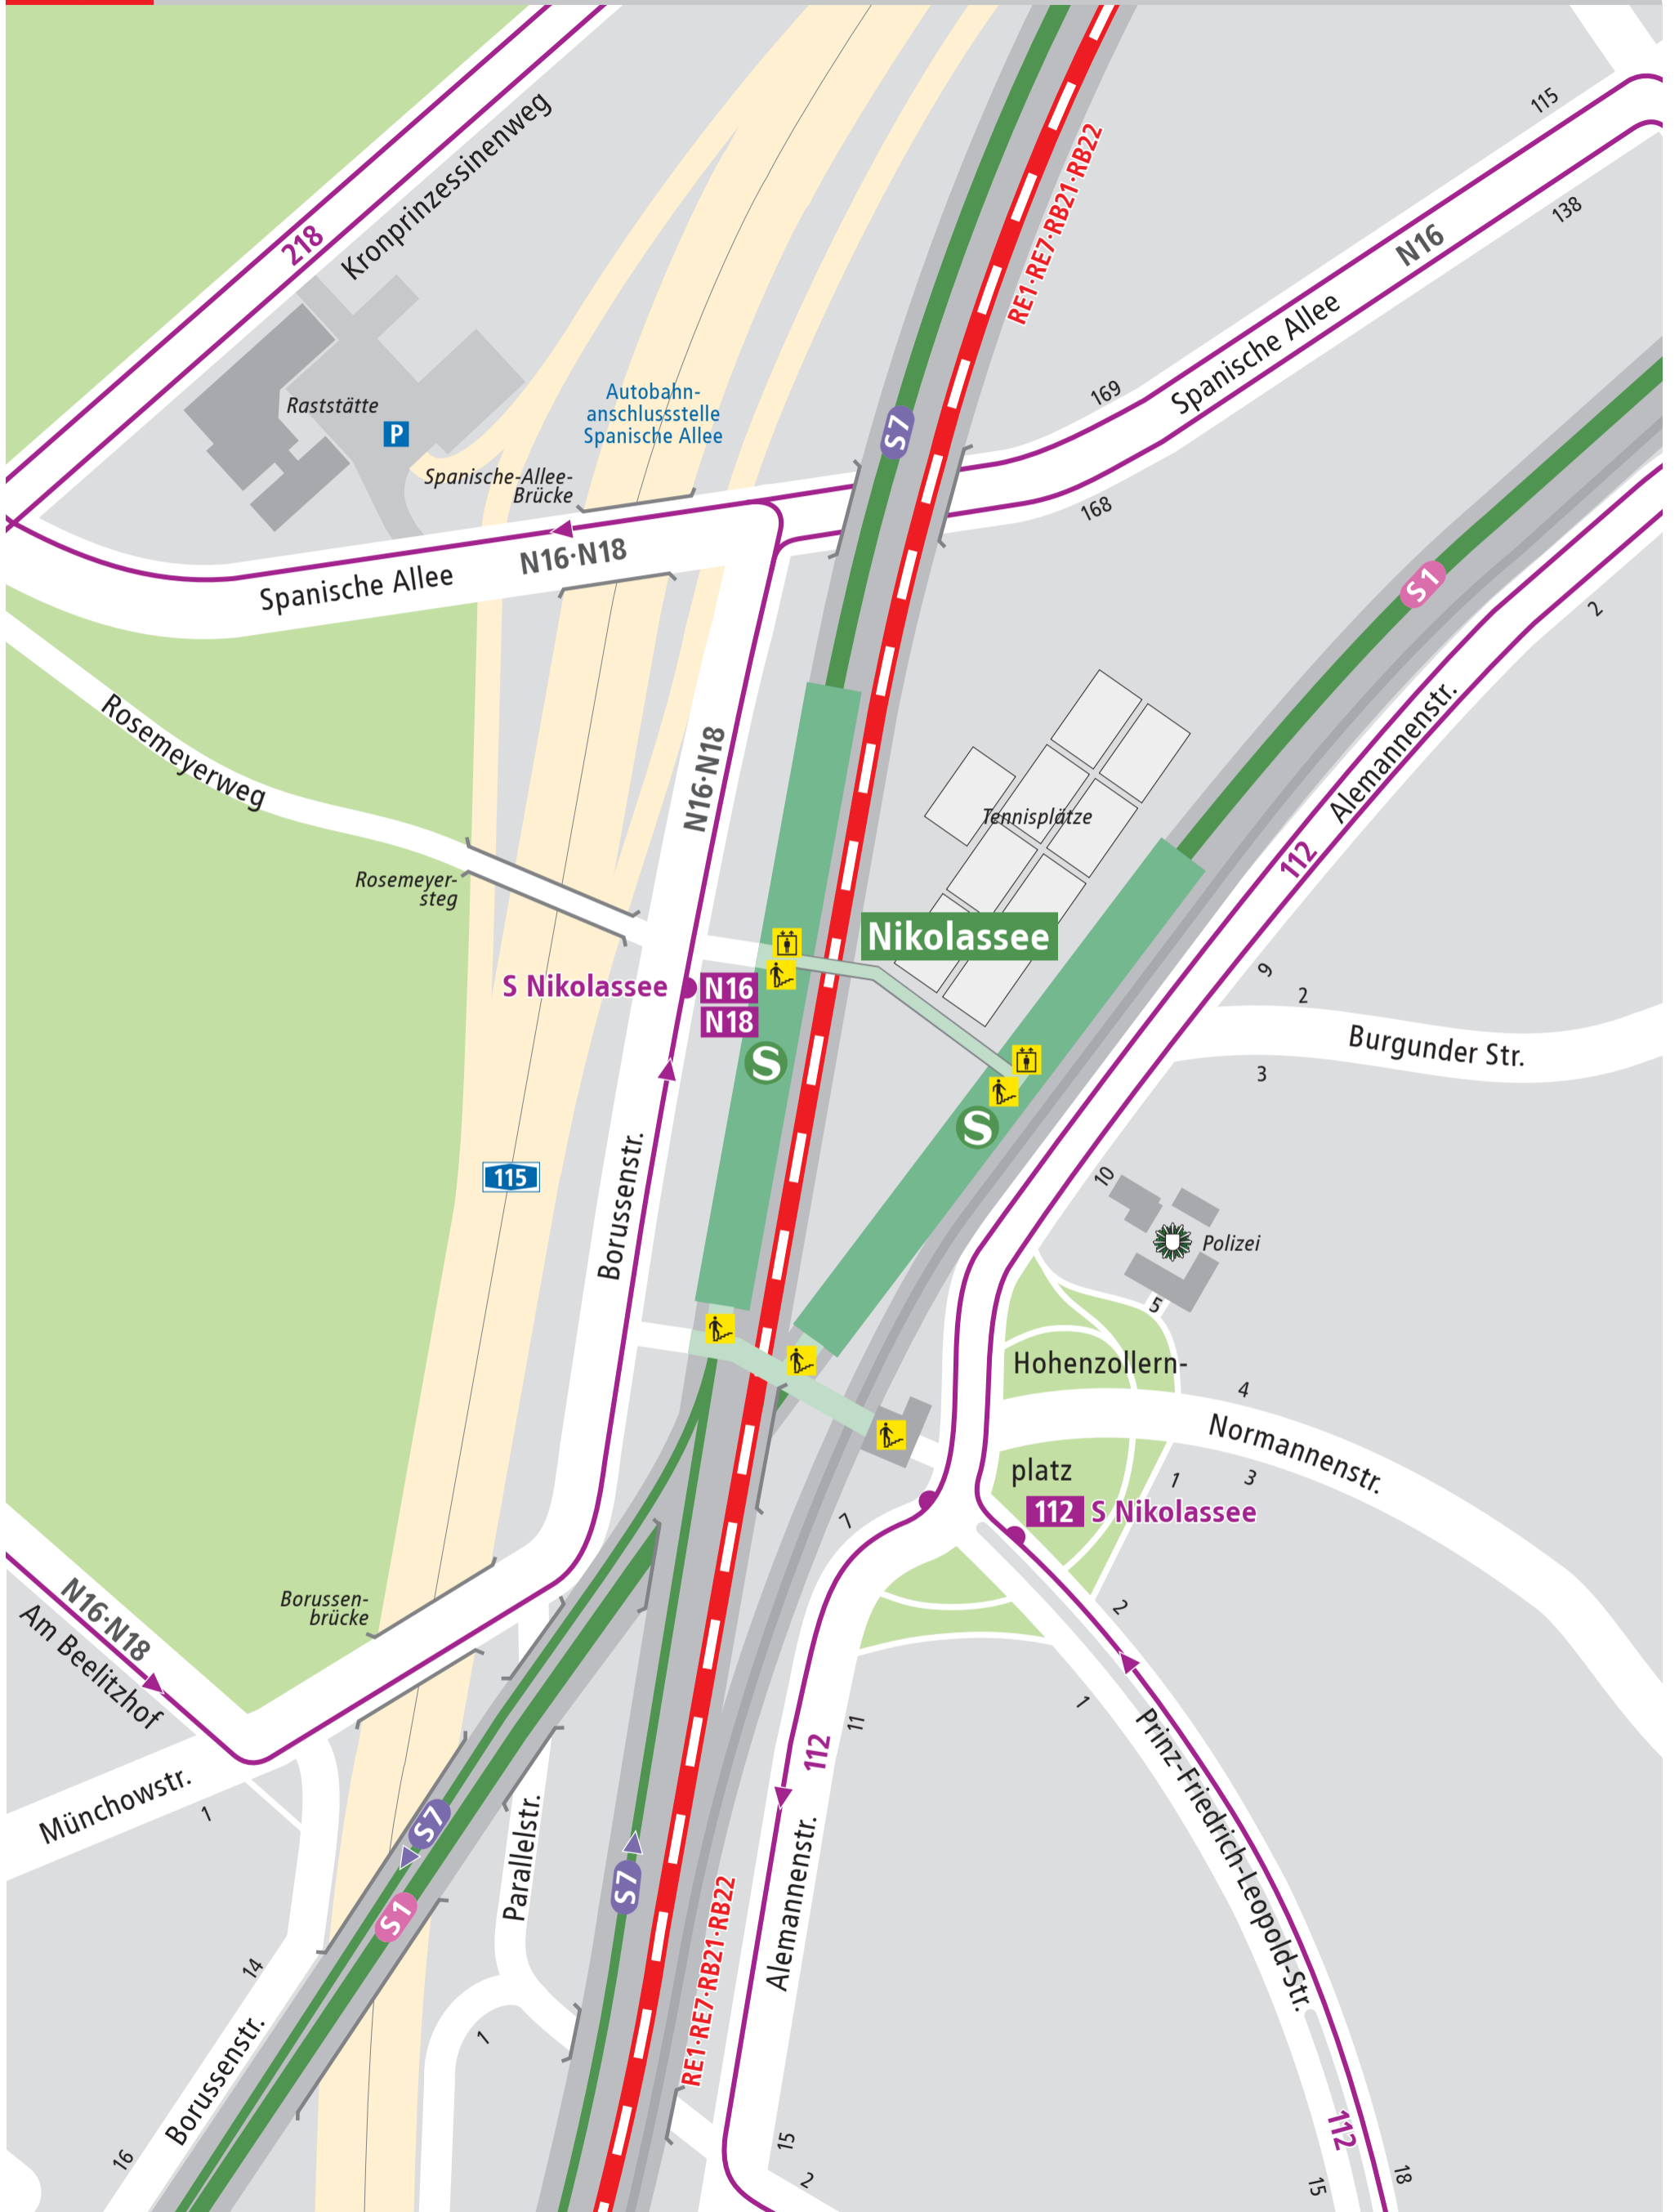 115
138
N16
Spanische Allee
218
Kronprinzessinenweg
RE1·RE7·RB21·RB22
Raststätte
P
Autobahn-
anschlussstelle
Spanische Allee
S7
169
168
Spanische-Allee-
Brücke
N16·N18
Spanische Allee
S1
2
Rosemeyerweg
N16·N18
Alemannenstr.
112
Tennisplätze
Rosemeyer-
steg
Nikolassee
S Nikolassee
N16
N18
S
S
9
2
Burgunder Str.
3
115
Borussenstr.
10
Polizei
5
Hohenzollern-
platz
4
Normannenstr.
1
3
112 S Nikolassee
7
2
Borussen-
brücke
N16·N18
Am Beelitzhof
Münchowstr.
1
11
112
1
Prinz-Friedrich-Leopold-Str.
S7
S1
Parallelstr.
S7
Alemannenstr.
RE1·RE7·RB21·RB22
14
1
Borussenstr.
16
15
2
112
15
18